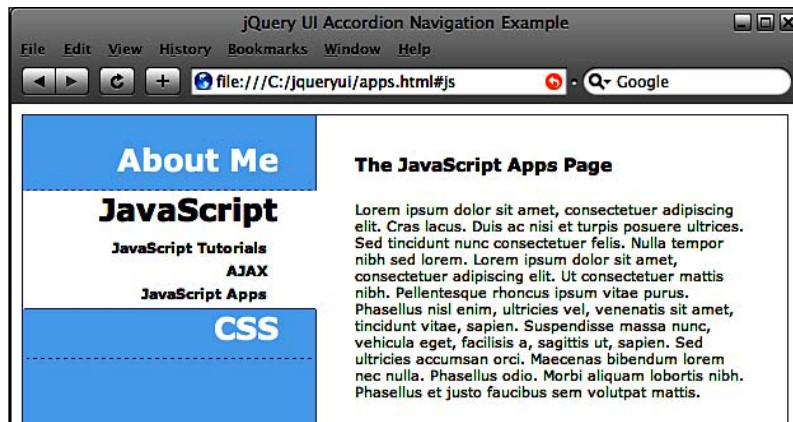 jQuery UI Accordion Navigation Example
File Edit View History Bookmarks Window Help
file:///C:/jqueryui/apps.html#js
Google
About Me
JavaScript
JavaScript Tutorials
AJAX
JavaScript Apps
CSS
The JavaScript Apps Page
Lorem ipsum dolor sit amet, consectetuer adipiscing
elit. Cras lacus. Duis ac nisi et turpis posuere ultrices.
Sed tincidunt nunc consectetuer felis. Nulla tempor
nibh sed lorem. Lorem ipsum dolor sit amet,
consectetuer adipiscing elit. Ut consectetuer mattis
nibh. Pellentesque rhoncus ipsum vitae purus.
Phasellus nisl enim, ultricies vel, venenatis sit amet,
tincidunt vitae, sapien. Suspendisse massa nunc,
vehicula eget, facilisis a, sagittis ut, sapien. Sed
ultricies accumsan orci. Maecenas bibendum lorem
nec nulla. Phasellus odio. Morbi aliquam lobortis nibh.
Phasellus et justo faucibus sem volutpat mattis.